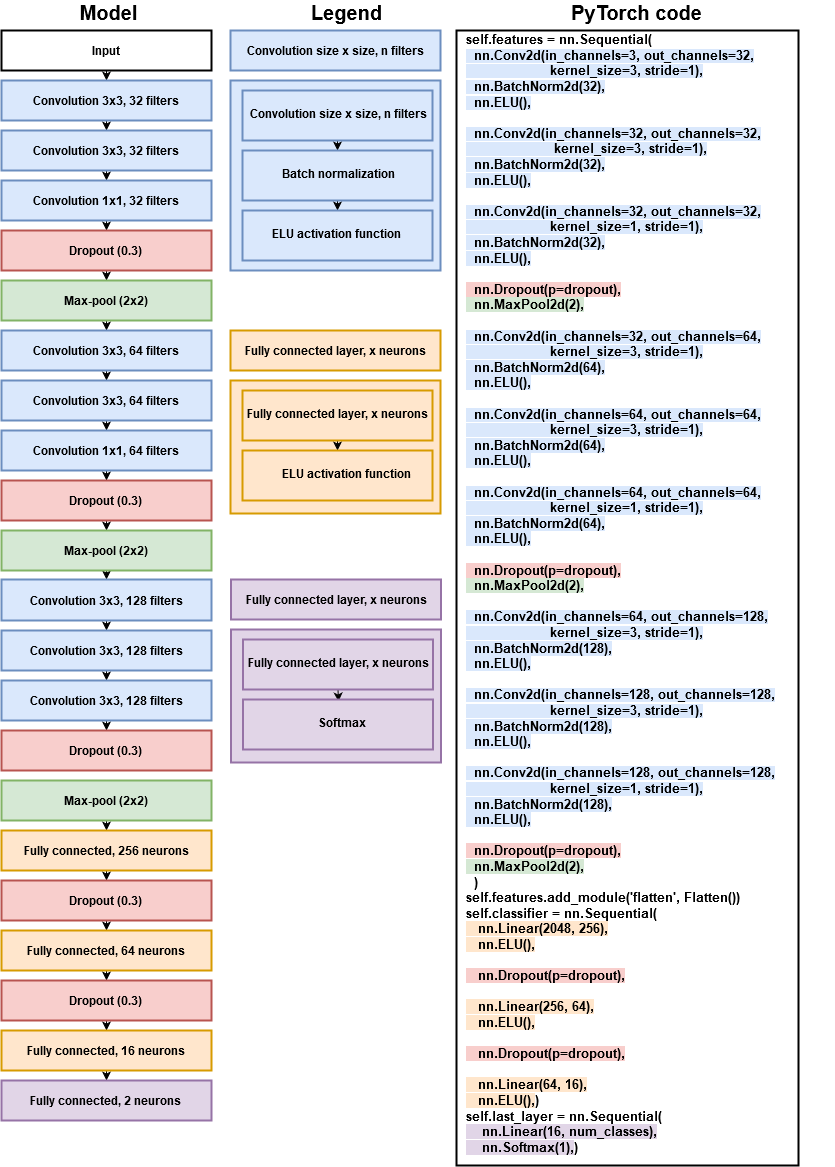 Model
Input
Convolution 3x3, 32 filters
Convolution 3x3, 32 filters
Convolution 1x1, 32 filters
Dropout (0.3)
Max-pool (2x2)
Convolution 3x3, 64 filters
Convolution 3x3, 64 filters
Convolution 1x1, 64 filters
Dropout (0.3)
Max-pool (2x2)
Convolution 3x3, 128 filters
Convolution 3x3, 128 filters
Convolution 3x3, 128 filters
Dropout (0.3)
Max-pool (2x2)
Fully connected, 256 neurons
Dropout (0.3)
Fully connected, 64 neurons
Dropout (0.3)
Fully connected, 16 neurons
Fully connected, 2 neurons
Legend
Convolution size x size, n filters
Convolution size x size, n filters
Batch normalization
ELU activation function
Fully connected layer, x neurons
Fully connected layer, x neurons
ELU activation function
Fully connected layer, x neurons
Fully connected layer, x neurons
Softmax
PyTorch code
self.features = nn.Sequential(
nn.Conv2d(in_channels=3, out_channels=32,
kernel_size=3, stride=1),
nn.BatchNorm2d(32),
nn.ELU(),
nn.Conv2d(in_channels=32, out_channels=32,
kernel_size=3, stride=1),
nn.BatchNorm2d(32),
nn.ELU(),
nn.Conv2d(in_channels=32, out_channels=32,
kernel_size=1, stride=1),
nn.BatchNorm2d(32),
nn.ELU(),
nn.Dropout(p=dropout),
nn.MaxPool2d(2),
nn.Conv2d(in_channels=32, out_channels=64,
kernel_size=3, stride=1),
nn.BatchNorm2d(64),
nn.ELU(),
nn.Conv2d(in_channels=64, out_channels=64,
kernel_size=3, stride=1),
nn.BatchNorm2d(64),
nn.ELU(),
nn.Conv2d(in_channels=64, out_channels=64,
kernel_size=1, stride=1),
nn.BatchNorm2d(64),
nn.ELU(),
nn.Dropout(p=dropout),
nn.MaxPool2d(2),
nn.Conv2d(in_channels=64, out_channels=128,
kernel_size=3, stride=1),
nn.BatchNorm2d(128),
nn.ELU(),
nn.Conv2d(in_channels=128, out_channels=128,
kernel_size=3, stride=1),
nn.BatchNorm2d(128),
nn.ELU(),
nn.Conv2d(in_channels=128, out_channels=128,
kernel_size=1, stride=1),
nn.BatchNorm2d(128),
nn.ELU(),
nn.Dropout(p=dropout),
nn.MaxPool2d(2),
)
self.features.add_module('flatten', Flatten())
self.classifier = nn.Sequential(
nn.Linear(2048, 256),
nn.ELU(),
nn.Dropout(p=dropout),
nn.Linear(256, 64),
nn.ELU(),
nn.Dropout(p=dropout),
nn.Linear(64, 16),
nn.ELU(),)
self.last_layer = nn.Sequential(
nn.Linear(16, num_classes),
nn.Softmax(1),)